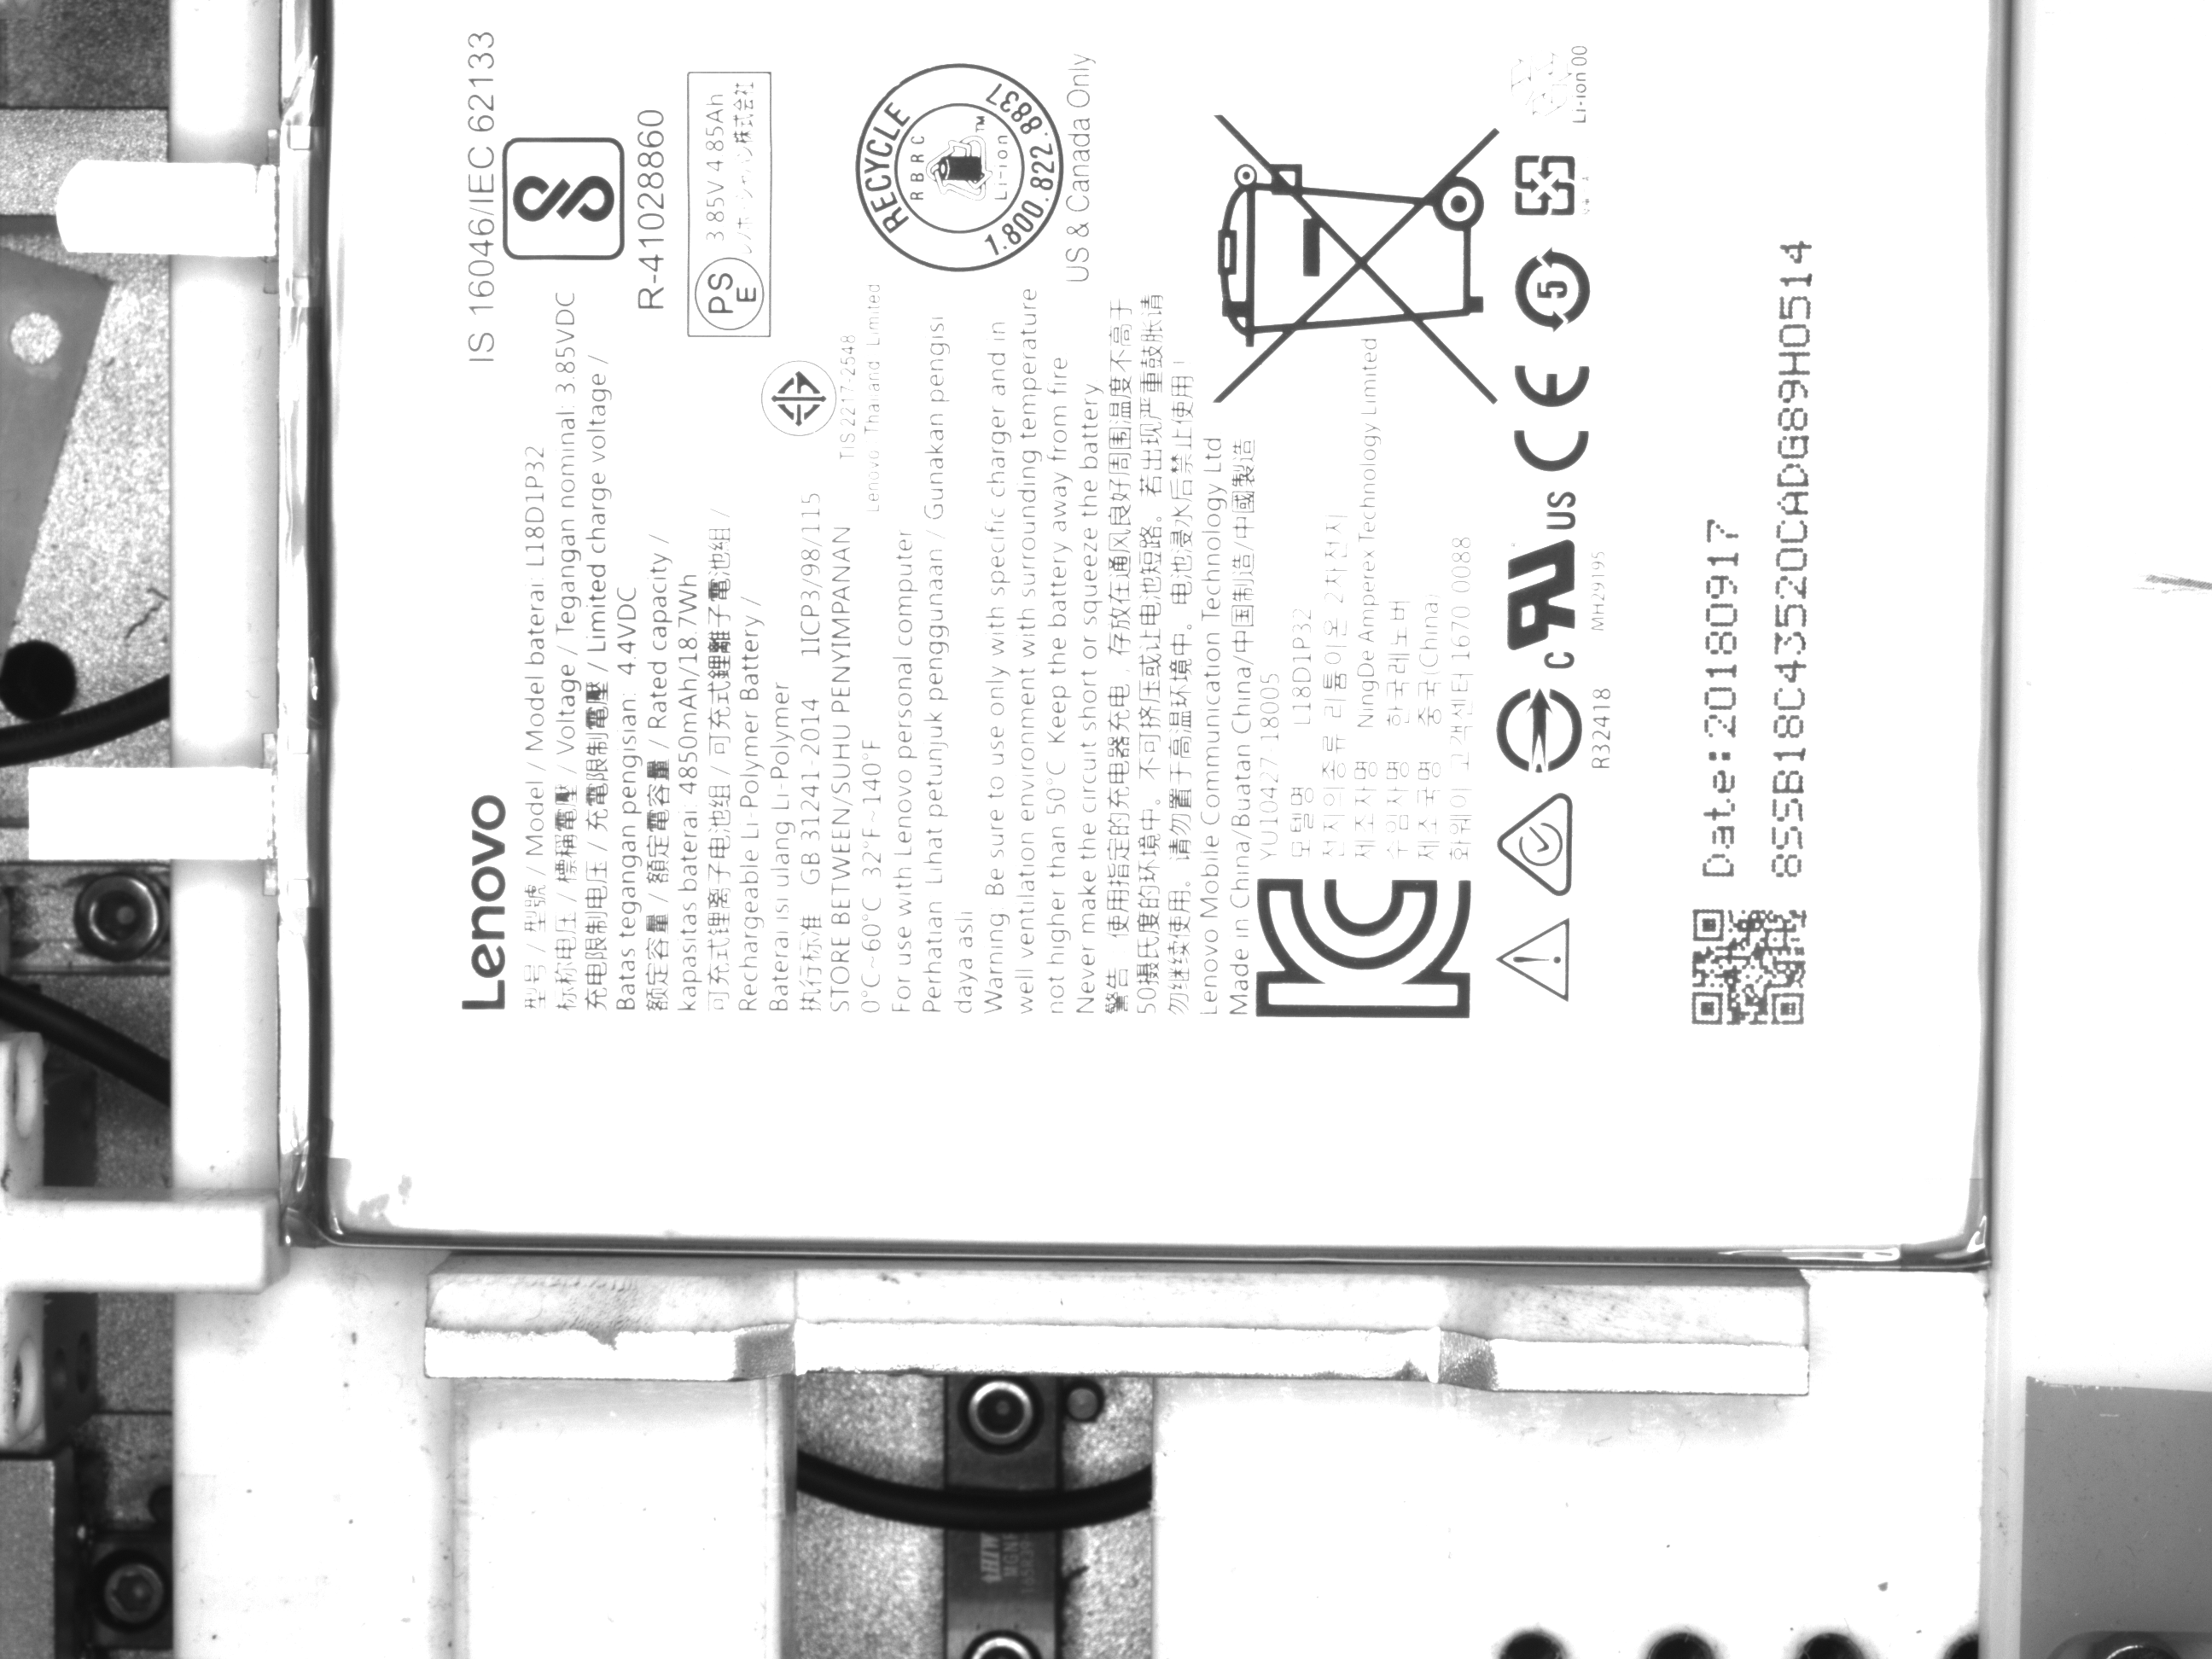 Lenovo
IS 16046/IEC 62133
R-41028860
型号 / 型號 / Model / Model baterai: L18D1P32
标称电压 / 標稱電壓 / Voltage / Tegangan nominal: 3.85VDC
充电限制电压 / 充電限制電壓 / Limited charge voltage /
Batas tegangan pengisian: 4.4VDC
额定容量 / 額定電容量 / Rated capacity /
kapasitas baterai: 4850mAh/18.7Wh
可充式锂离子电池组 / 可充式鋰離子電池組 /
Rechargeable Li-Polymer Battery /
Baterai isi ulang Li-Polymer
执行标准 GB 31241-2014 1ICP3/98/115
STORE BETWEEN/SUHU PENYIMPANAN
0°C~60°C 32°F~140°F
For use with Lenovo personal computer
Perhatian Lihat petunjuk penggunaan / Gunakan pengisi
daya asli
Warning: Be sure to use only with specific charger and in
well ventilation environment with surrounding temperature
not higher than 50°C Keep the battery away from fire
Never make the circuit short or squeeze the battery
警告 使用指定的充电器充电, 存放在通风良好周围温度不高于
50摄氏度的环境中。不可挤压或让电池短路。若出现严重鼓胀请
勿继续使用。请勿置于高温环境中。电池浸水后禁止使用!
Lenovo Mobile Communication Technology Ltd
Made in China/Buatan China/中国制造/中國製造
PS
E
3.85V 4.85Ah
レノボ・ジャパン株式会社
TIS 2217-2548
Lenovo Thailand Limited
RECYCLE
RBRC
Li-ion
TM
1.800.822.8837
US & Canada Only
YU10427-18005
모델명 L18D1P32
전지의종류 리튬이온 2차전지
제조자명 NingDe Amperex Technology Limited
수입사명 한국레노버
제조국명 중국(China)
화웨이 고객센터 1670 0088
R32418
c RU US
MH29195
CE
5
Li-ion 00
Date:20180917
8SSB18C43520CADG89H0514